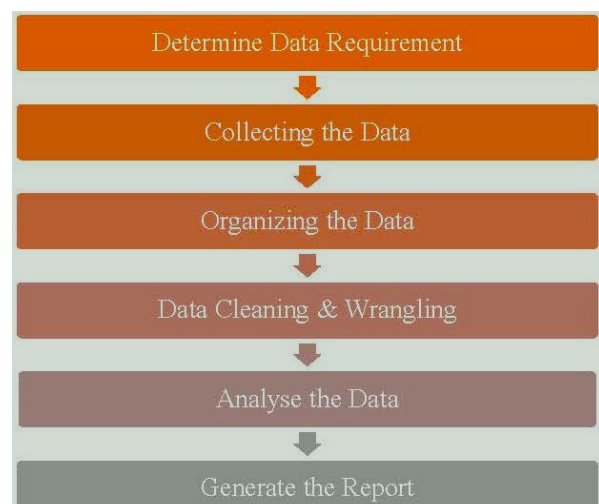 Determine Data Requirement
Collecting the Data
Organizing the Data
Data Cleaning & Wrangling
Analyse the Data
Generate the Report